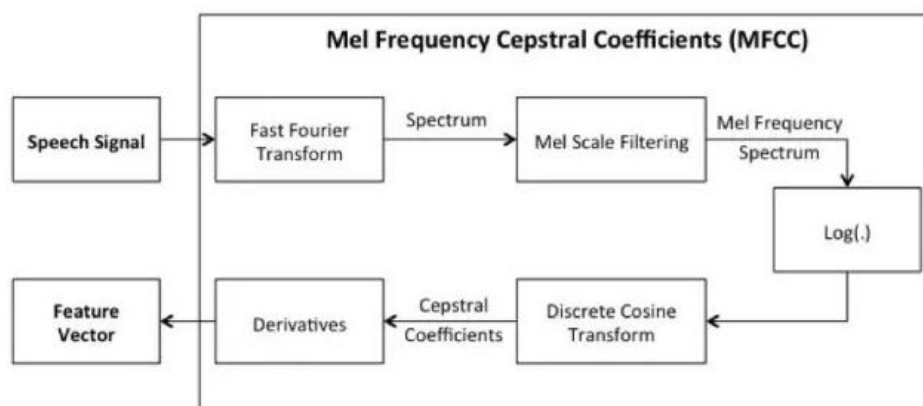 Mel Frequency Cepstral Coefficients (MFCC)
Speech Signal
Fast Fourier
Transform
Spectrum
Mel Scale Filtering
Mel Frequency
Spectrum
Log(.)
Discrete Cosine
Transform
Cepstral
Coefficients
Derivatives
Feature
Vector